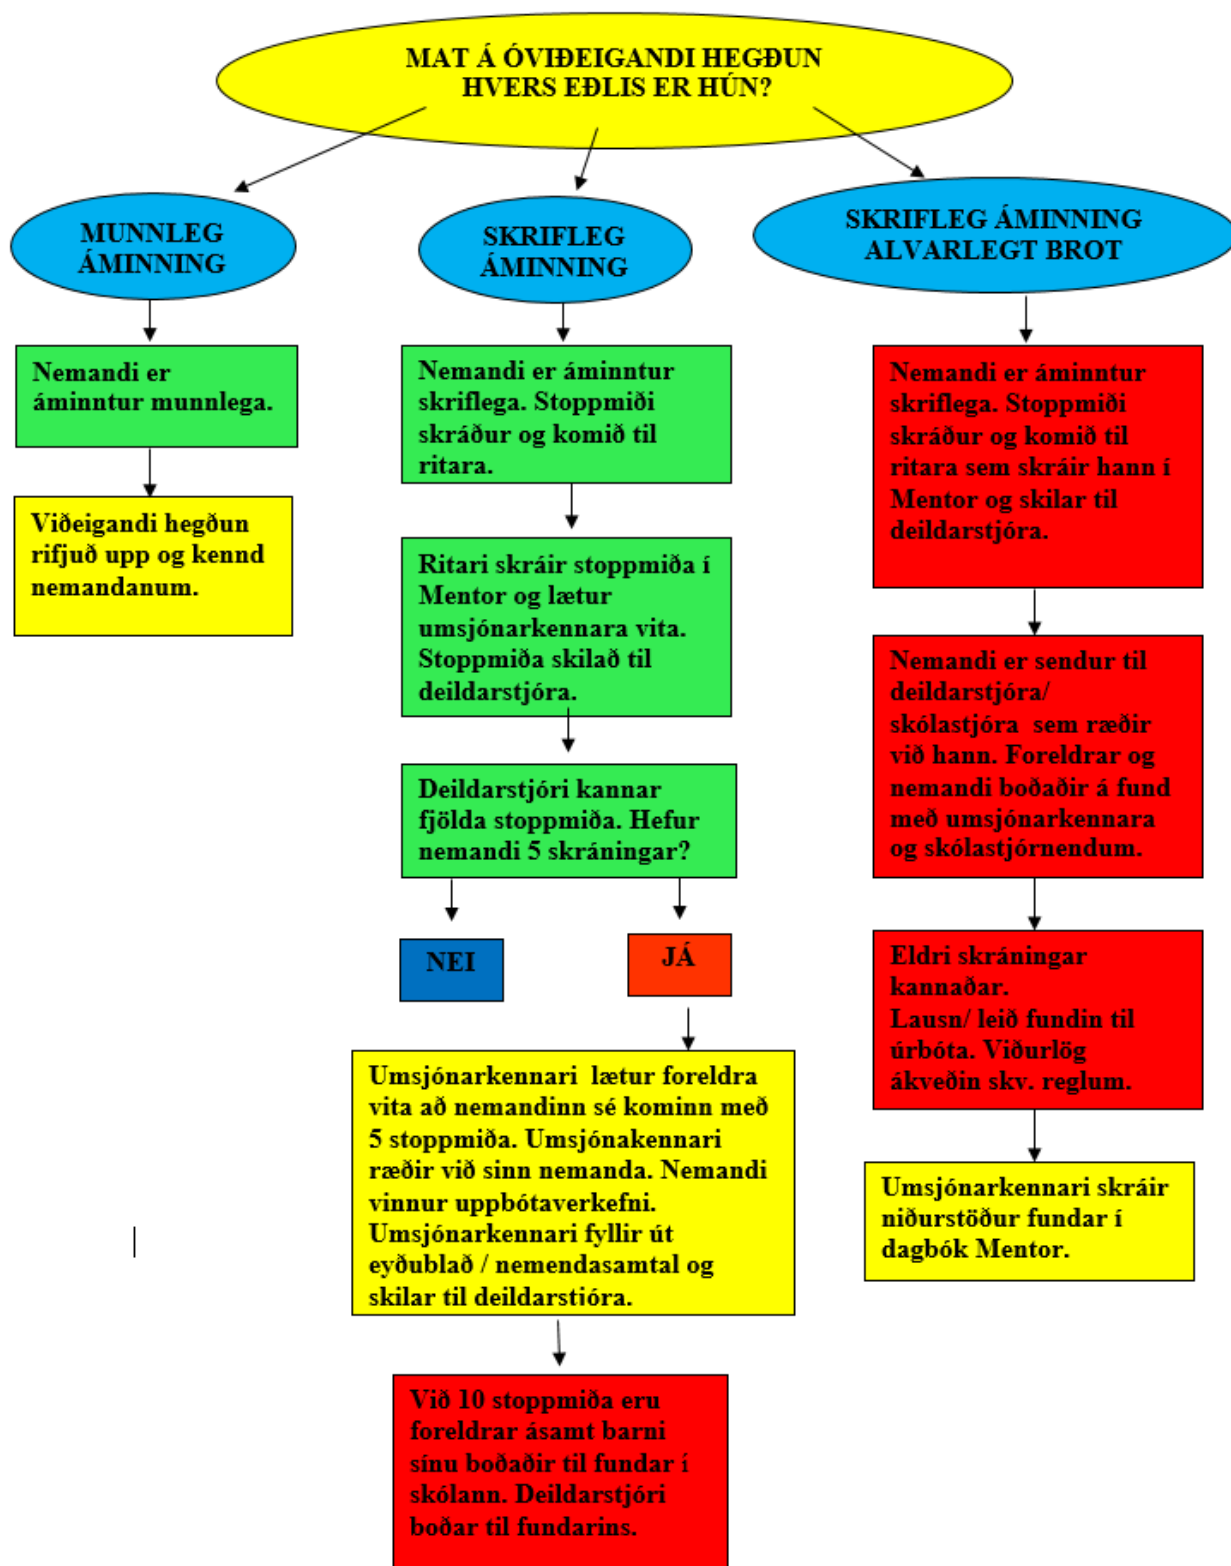 MAT Á ÓVIÐEIGANDI HEGÐUN
HVERS EÐLIS ER HÚN?
MUNNLEG
ÁMINNING
Nemandi er
áminntur munnlega.
Viðeigandi hegðun
rifjuð upp og kennd
nemandanum.
SKRIFLEG
ÁMINNING
Nemandi er áminntur
skriflega. Stoppmiði
skráður og komið til
ritara.
Ritari skráir stoppmiða í
Mentor og lætur
umsjónarkennara vita.
Stoppmiða skilað til
deildarstjóra.
Deildarstjóri kannar
fjölda stoppmiða. Hefur
nemandi 5 skráningar?
NEI
JÁ
Umsjónarkennari lætur foreldra
vita að nemandinn sé kominn með
5 stoppmiða. Umsjónakennari
ræðir við sinn nemanda. Nemandi
vinnur uppbótaverkefni.
Umsjónarkennari fyllir út
eyðublað / nemendasamtal og
skilar til deildarstjóra.
Við 10 stoppmiða eru
foreldrar ásamt barni
sínu boðaðir til fundar í
skólann. Deildarstjóri
boðar til fundarins.
SKRIFLEG ÁMINNING
ALVARLEGT BROT
Nemandi er áminntur
skriflega. Stoppmiði
skráður og komið til
ritara sem skráir hann í
Mentor og skilar til
deildarstjóra.
Nemandi er sendur til
deildarstjóra/
skólastjóra sem ræðir
við hann. Foreldrar og
nemandi boðaðir á fund
með umsjónarkennara
og skólastjórnendum.
Eldri skráningar
kannaðar.
Lausn/ leið fundin til
úrbóta. Viðurlög
ákveðin skv. reglum.
Umsjónarkennari skráir
niðurstöður fundar í
dagbók Mentor.